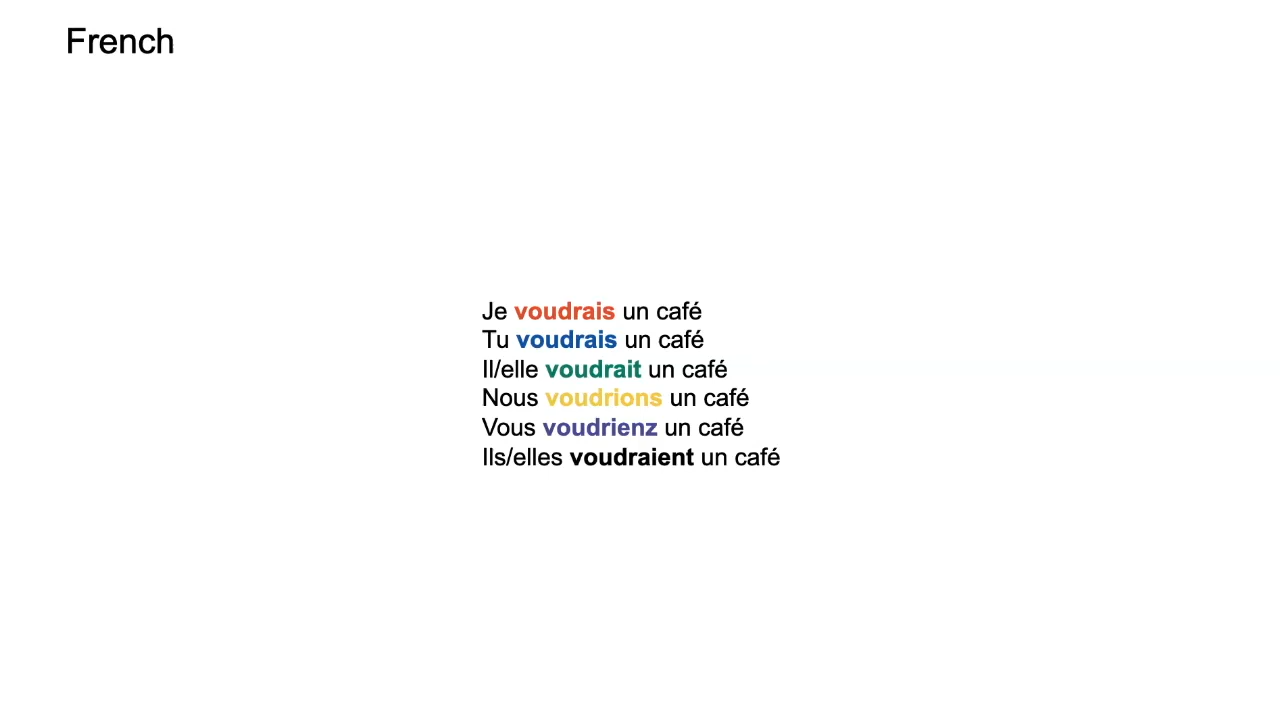 French
Je voudrais un café
Tu voudrais un café
Il/elle voudrait un café
Nous voudrions un café
Vous voudrienz un café
Ils/elles voudraient un café